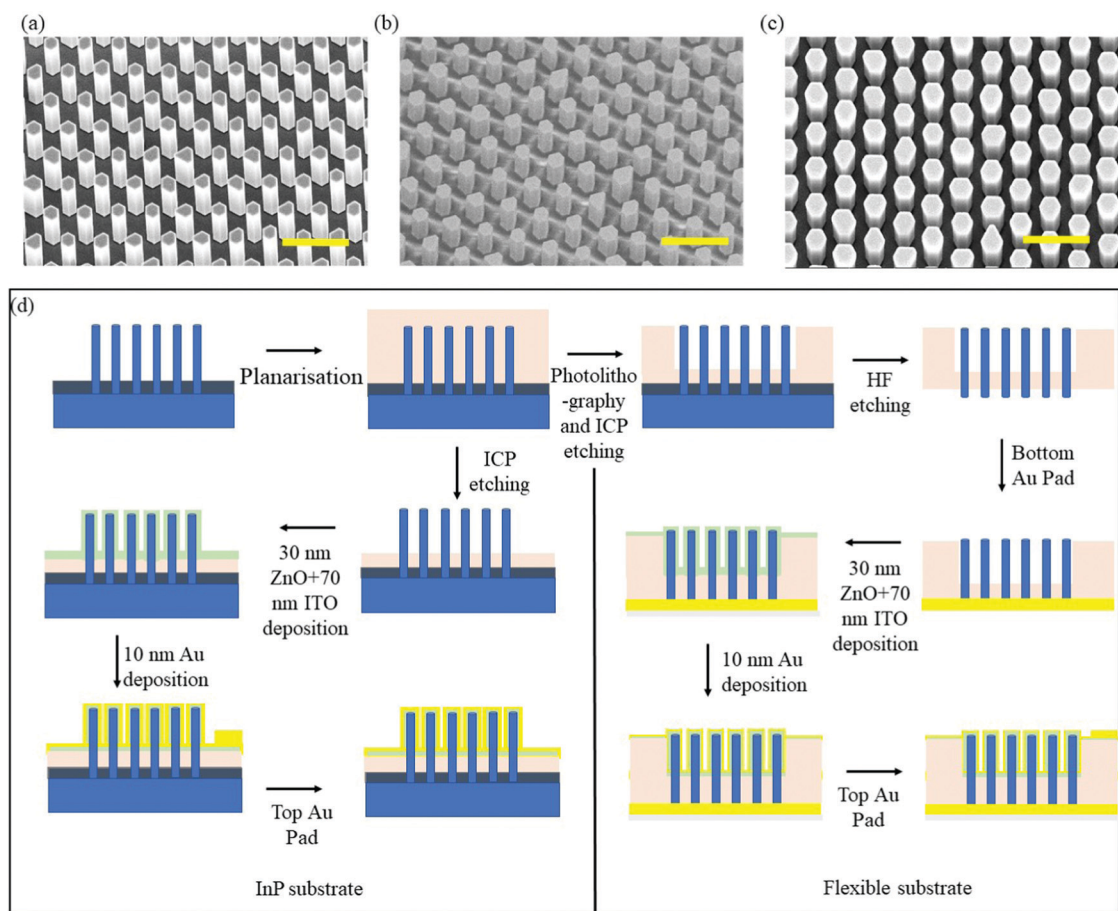 (a)
(b)
(c)
(d)
Planarisation
Photolitho
-graphy
and ICP
etching
HF
etching
ICP
etching
Bottom
Au Pad
30 nm
ZnO+70
nm ITO
deposition
30 nm
ZnO+70
nm ITO
deposition
10 nm Au
deposition
10 nm Au
deposition
Top Au
Pad
Top Au
Pad
InP substrate
Flexible substrate